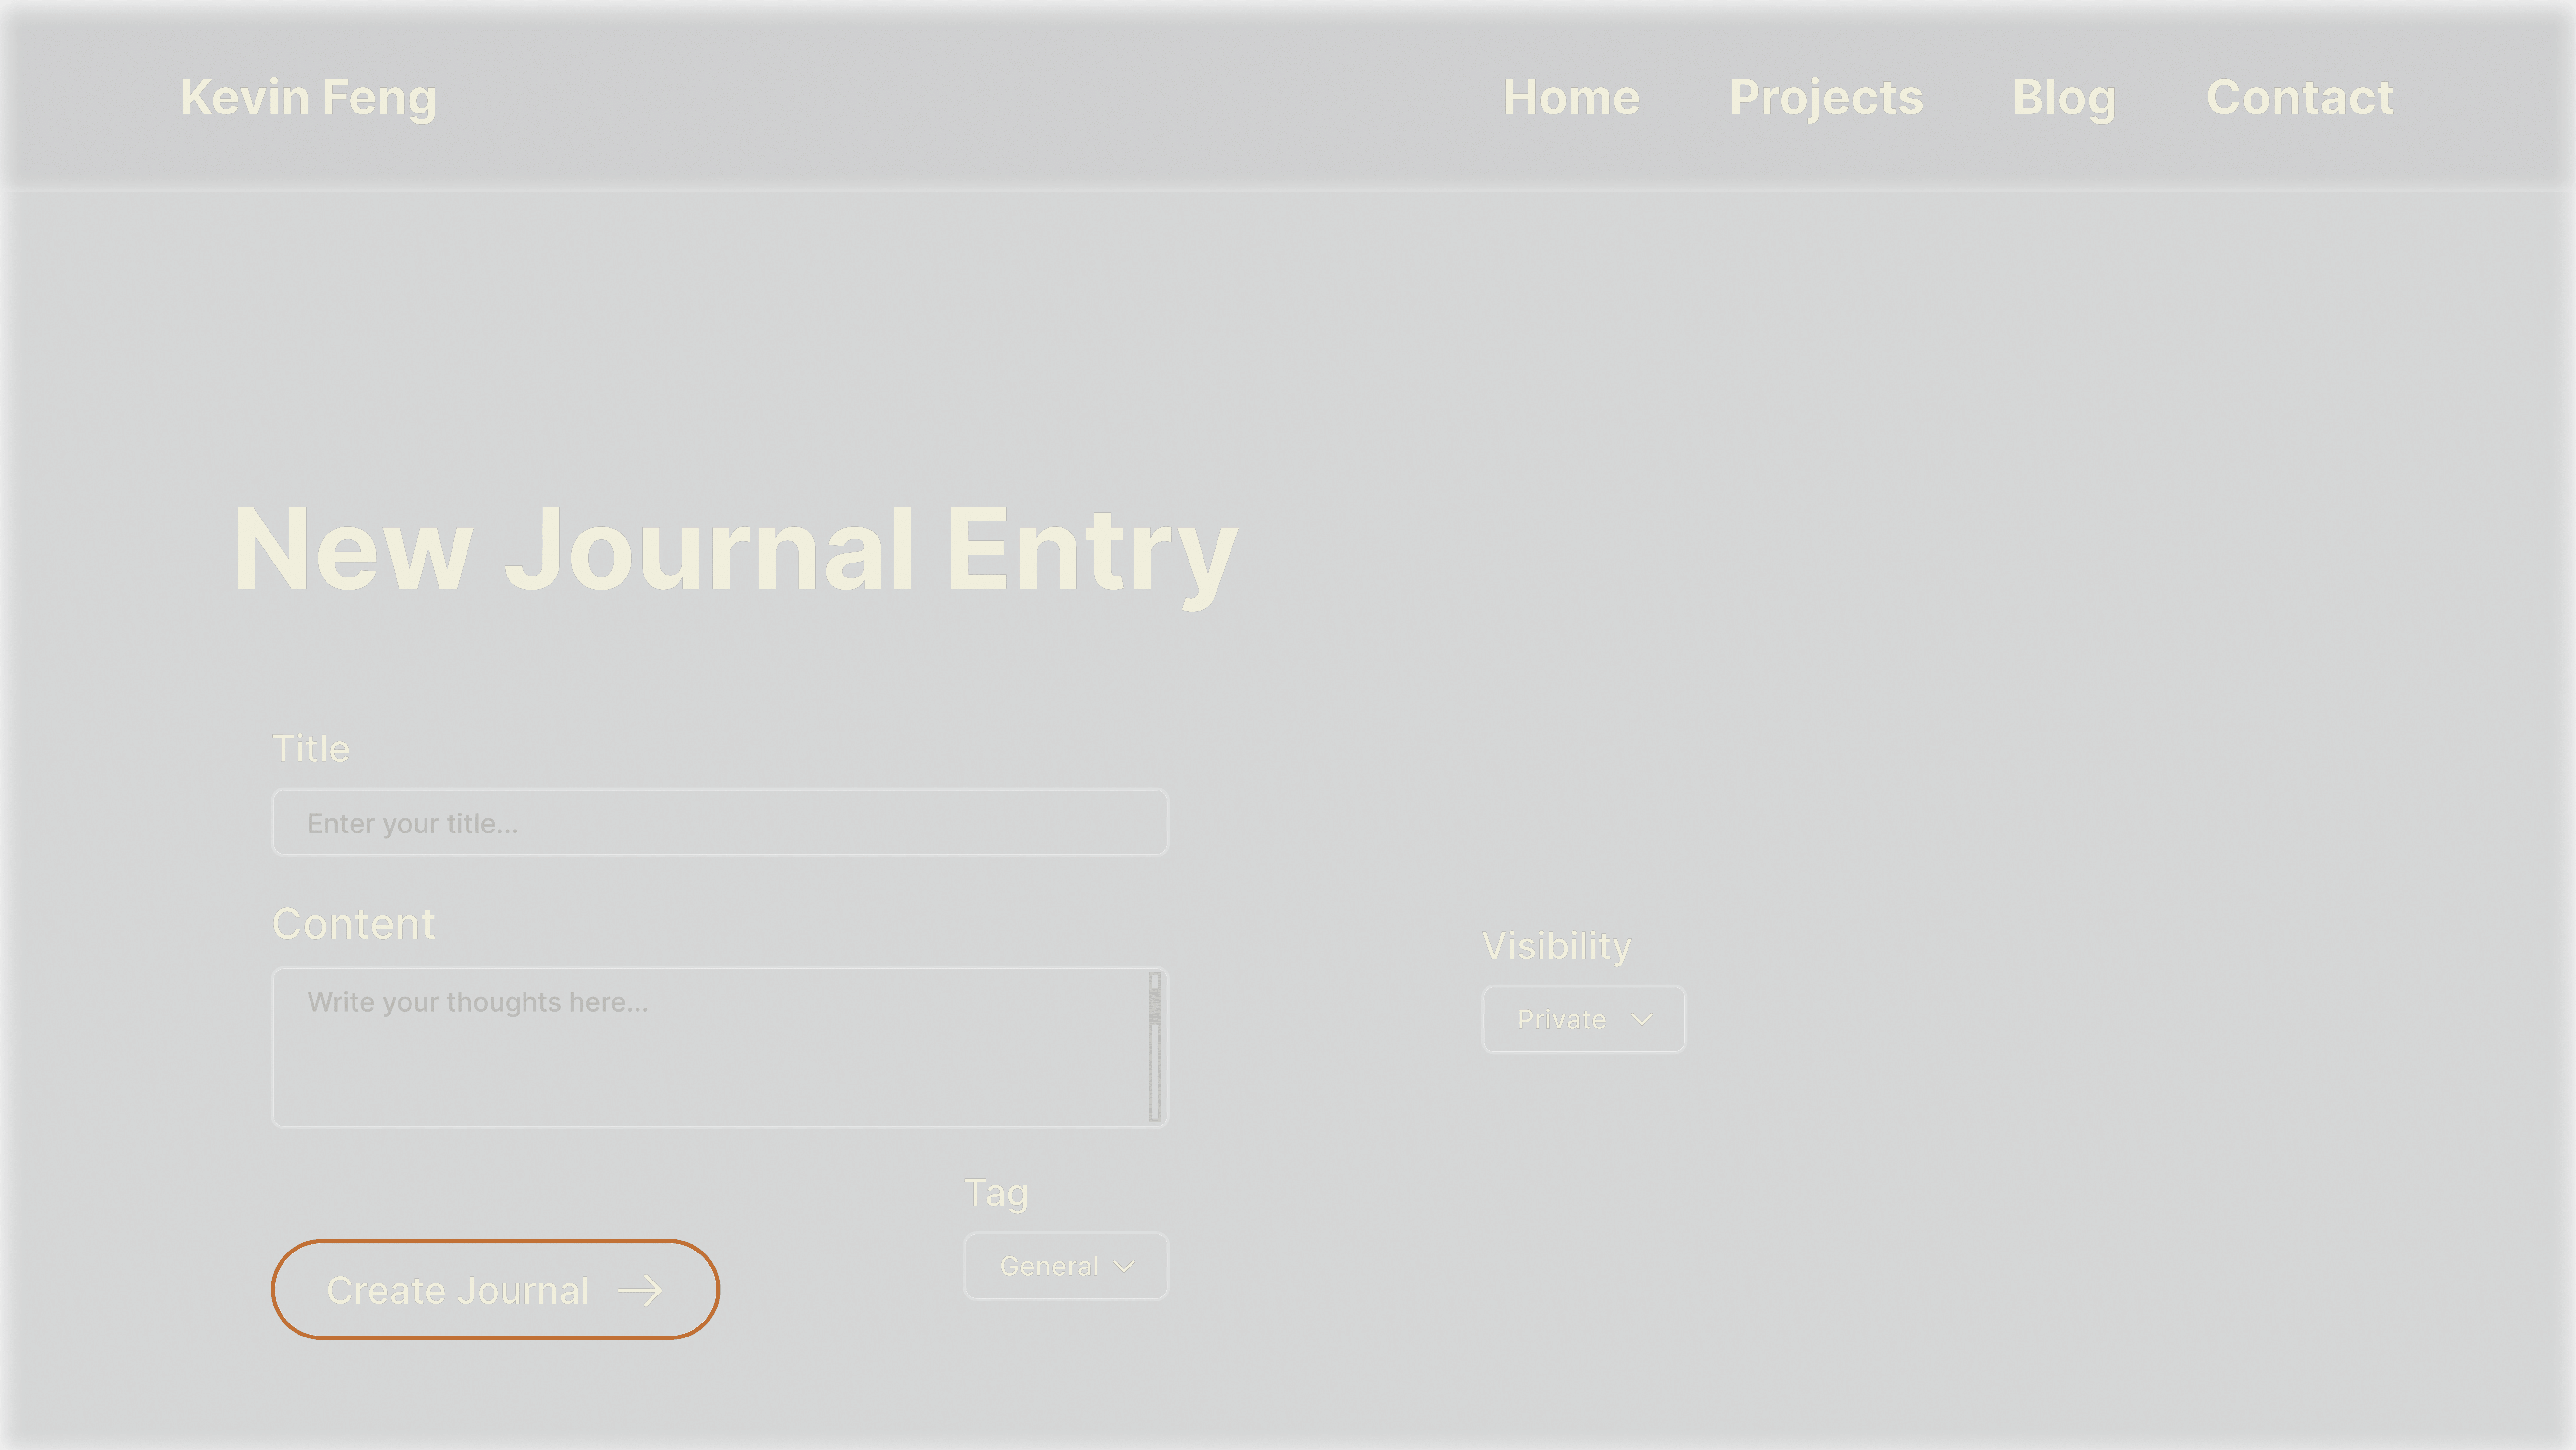 Kevin Feng
Home Projects Blog Contact
New Journal Entry
Title
Enter your title...
Content
Write your thoughts here...
Visibility
Private
Tag
General
Create Journal